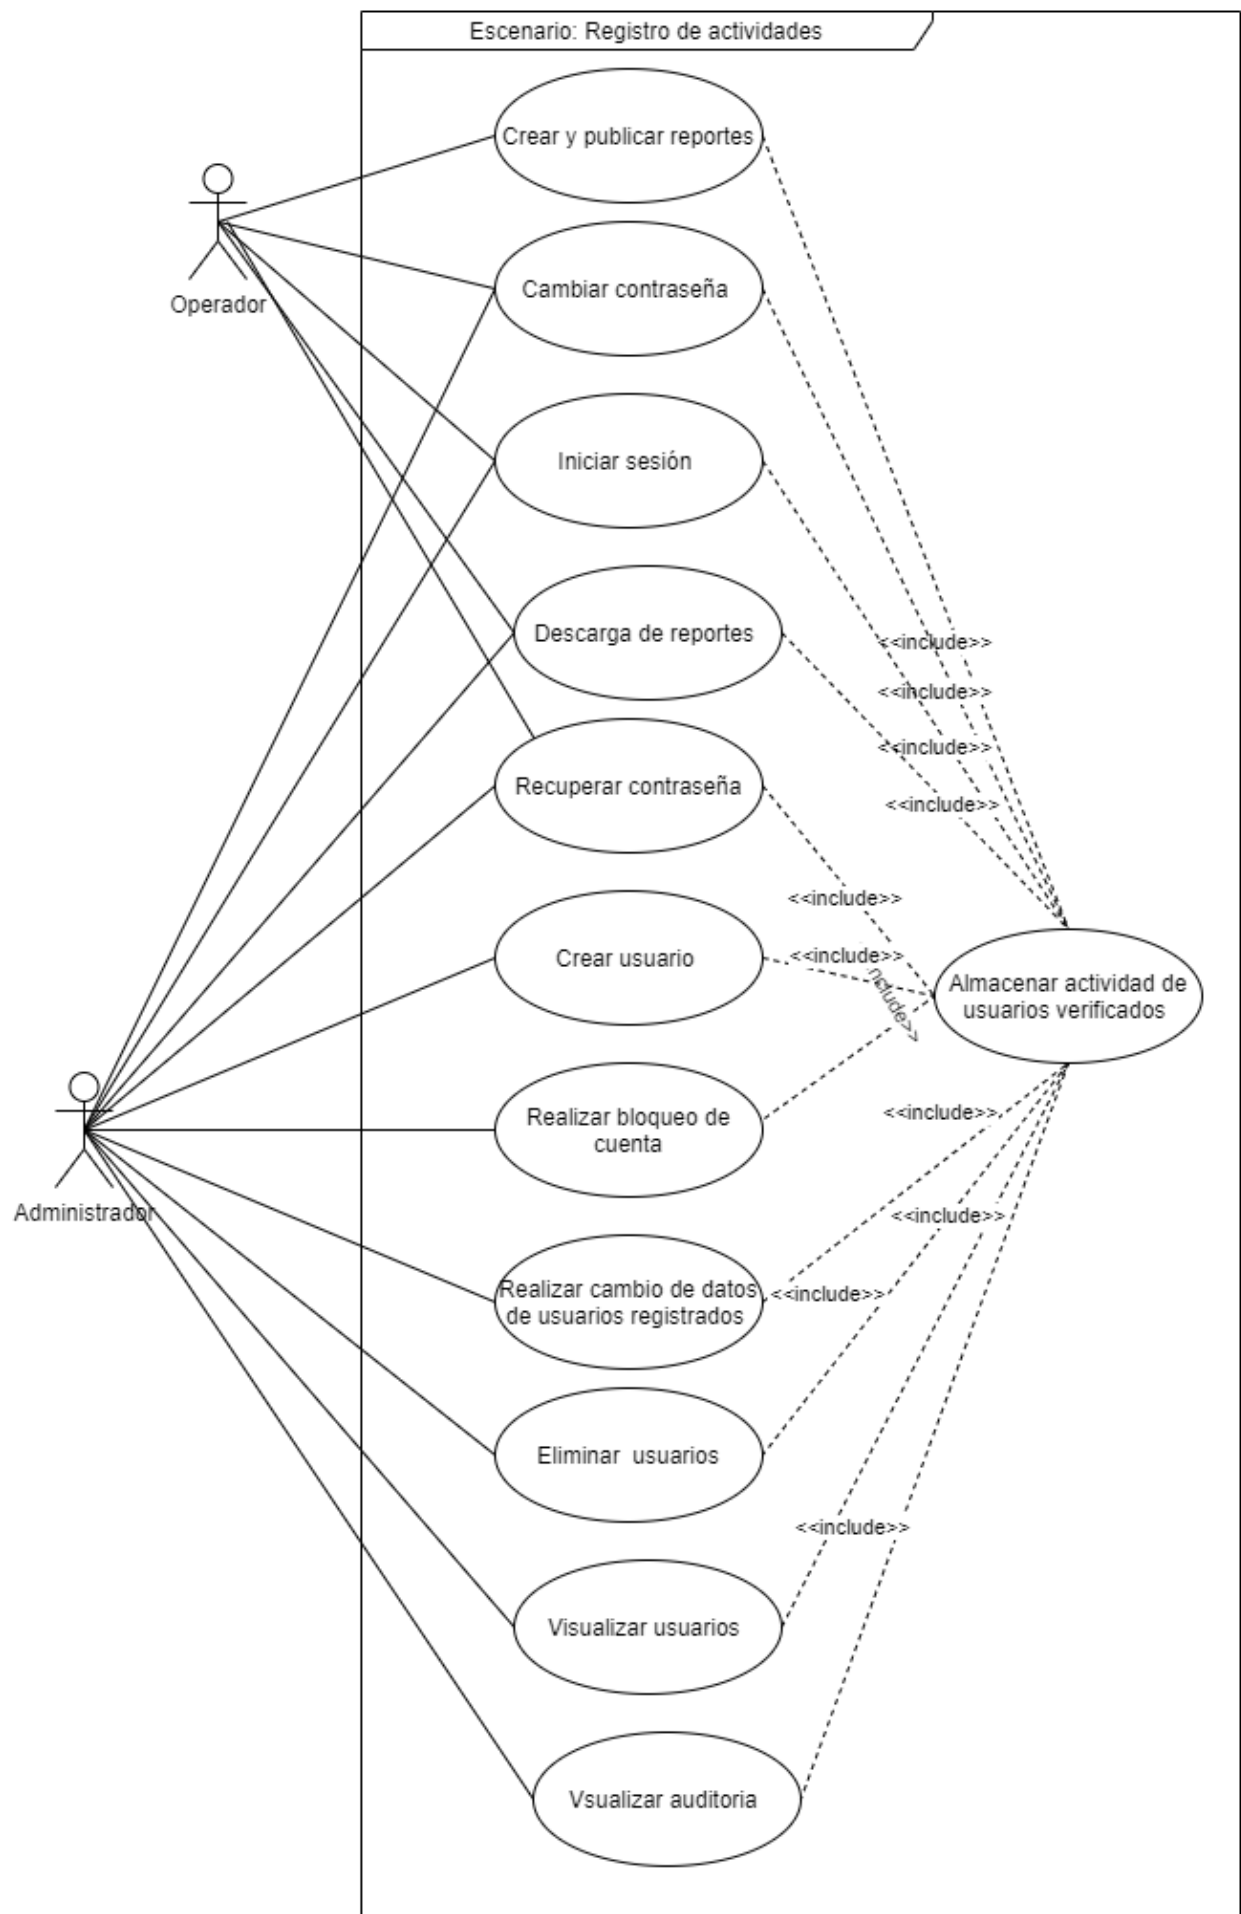 Escenario: Registro de actividades
Crear y publicar reportes
Operador
Cambiar contraseña
Iniciar sesión
Descarga de reportes
<<include>>
<<include>>
<<include>>
<<include>>
Recuperar contraseña
<<include>>
Crear usuario
<<include>>
nclude>>
Almacenar actividad de
usuarios verificados
Realizar bloqueo de
cuenta
<<include>>
Administrador
<<include>>
Realizar cambio de datos
de usuarios registrados
<<include>>
Eliminar  usuarios
<<include>>
Visualizar usuarios
Vsualizar auditoria